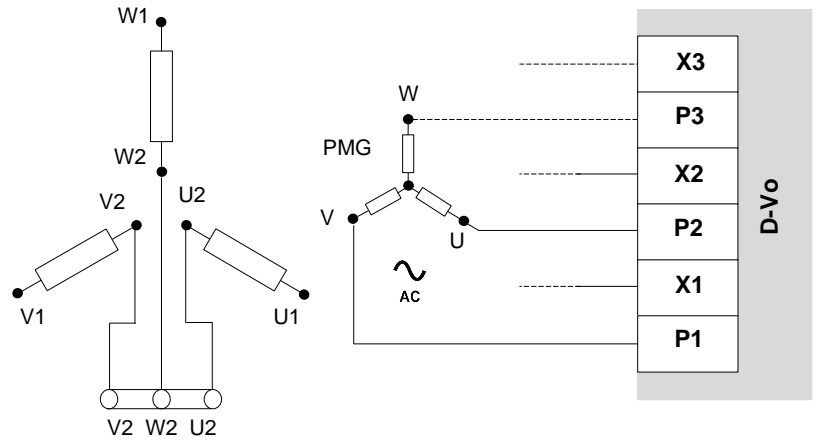 W1
X3
W
P3
PMG
W2
X2
V2
U2
V
U
P2
D-Vo
AC
X1
V1
U1
P1
V2 W2 U2